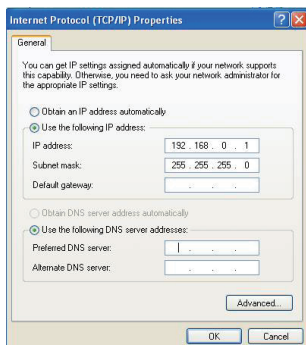 Internet Protocol (TCP/IP) Properties
General
You can get IP settings assigned automatically if your network supports
this capability. Otherwise, you need to ask your network administrator for
the appropriate IP settings.
Obtain an IP address automatically
Use the following IP address:
IP address: 192 . 168 . 0 . 1
Subnet mask: 255 . 255 . 255 . 0
Default gateway: . . .
Obtain DNS server address automatically
Use the following DNS server addresses:
Preferred DNS server: . . .
Alternate DNS server: . . .
Advanced...
OK Cancel